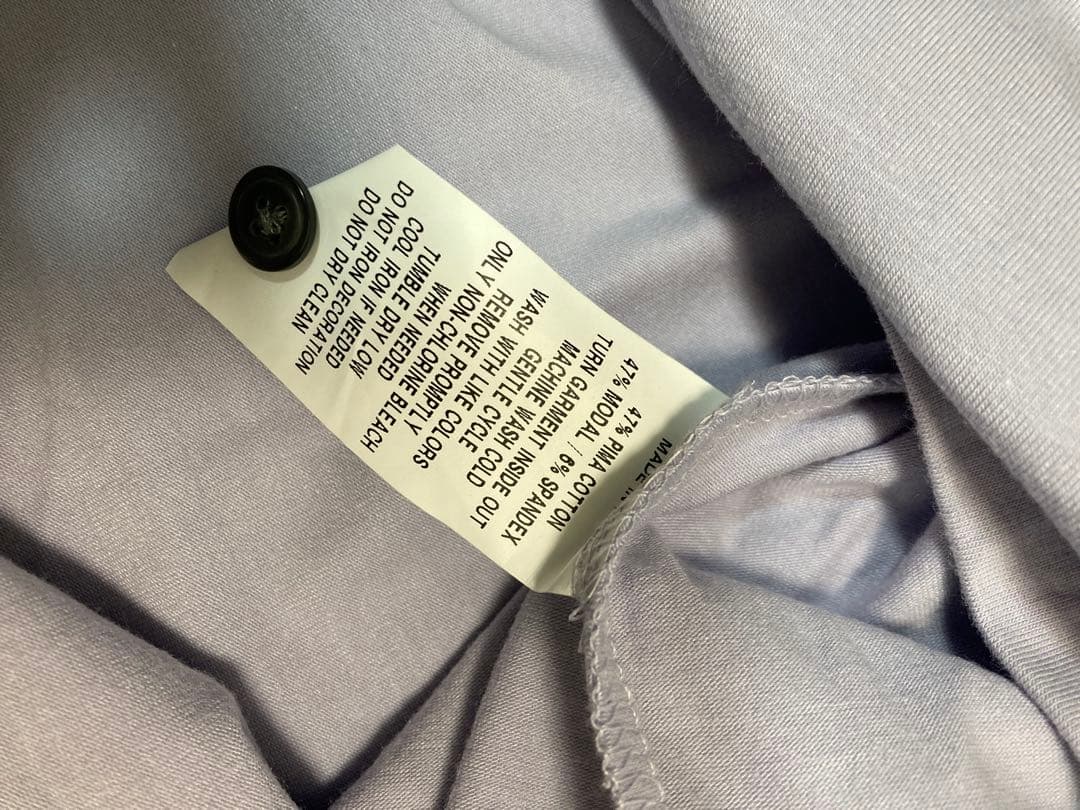 MADE IN
47% PIMA COTTON
47% MODAL / 6% SPANDEX
TURN GARMENT INSIDE OUT
MACHINE WASH COLD
GENTLE CYCLE
WASH WITH LIKE COLORS
REMOVE PROMPTLY
ONLY NON-CHLORINE BLEACH
WHEN NEEDED
TUMBLE DRY LOW
COOL IRON IF NEEDED
DO NOT IRON DECORATION
DO NOT DRY CLEAN